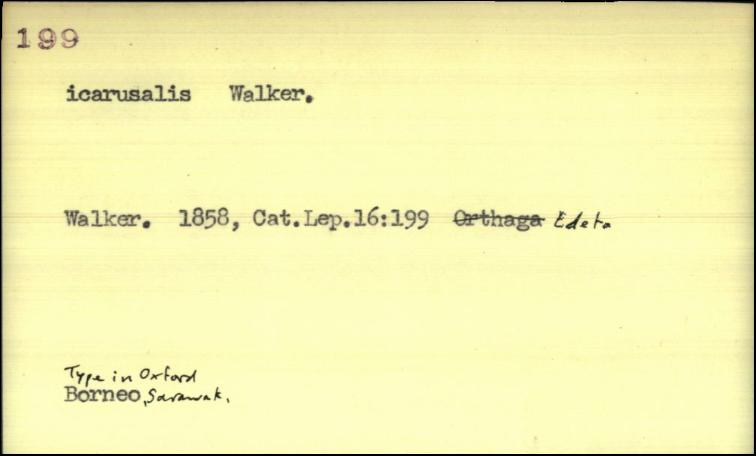 199
icarusalis Walker.
Walker. 1858, Cat.Lep.16:199 Orthaga Edeta
Type in Oxford
Borneo, Sarawak.